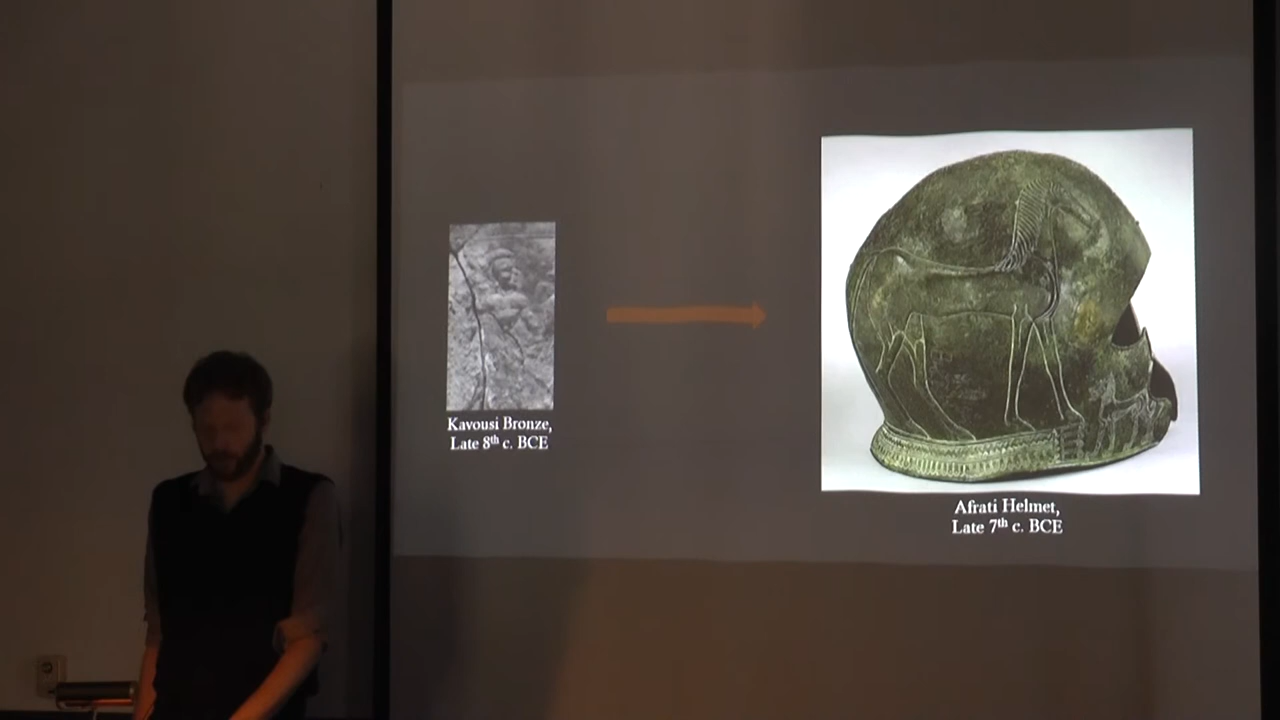 Kavousi Bronze,
Late 8th c. BCE
Afrati Helmet,
Late 7th c. BCE